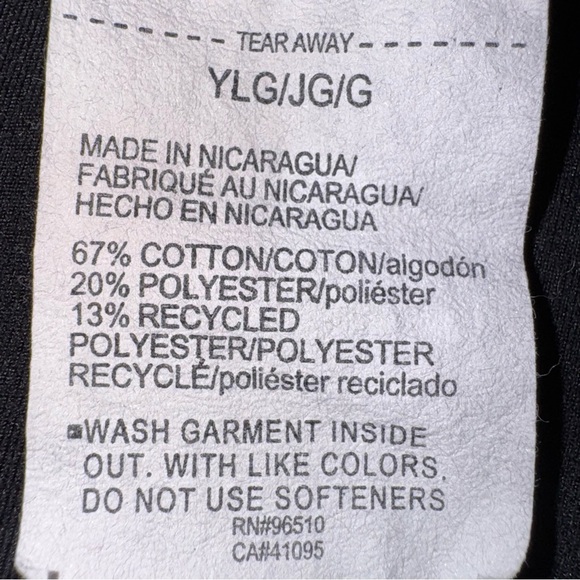 TEAR AWAY
YLG/JG/G
MADE IN NICARAGUA/
FABRIQUÉ AU NICARAGUA/
HECHO EN NICARAGUA
67% COTTON/COTON/algodón
20% POLYESTER/poliéster
13% RECYCLED
POLYESTER/POLYESTER
RECYCLÉ/poliéster reciclado
WASH GARMENT INSIDE
OUT. WITH LIKE COLORS.
DO NOT USE SOFTENERS
RN#96510
CA#41095